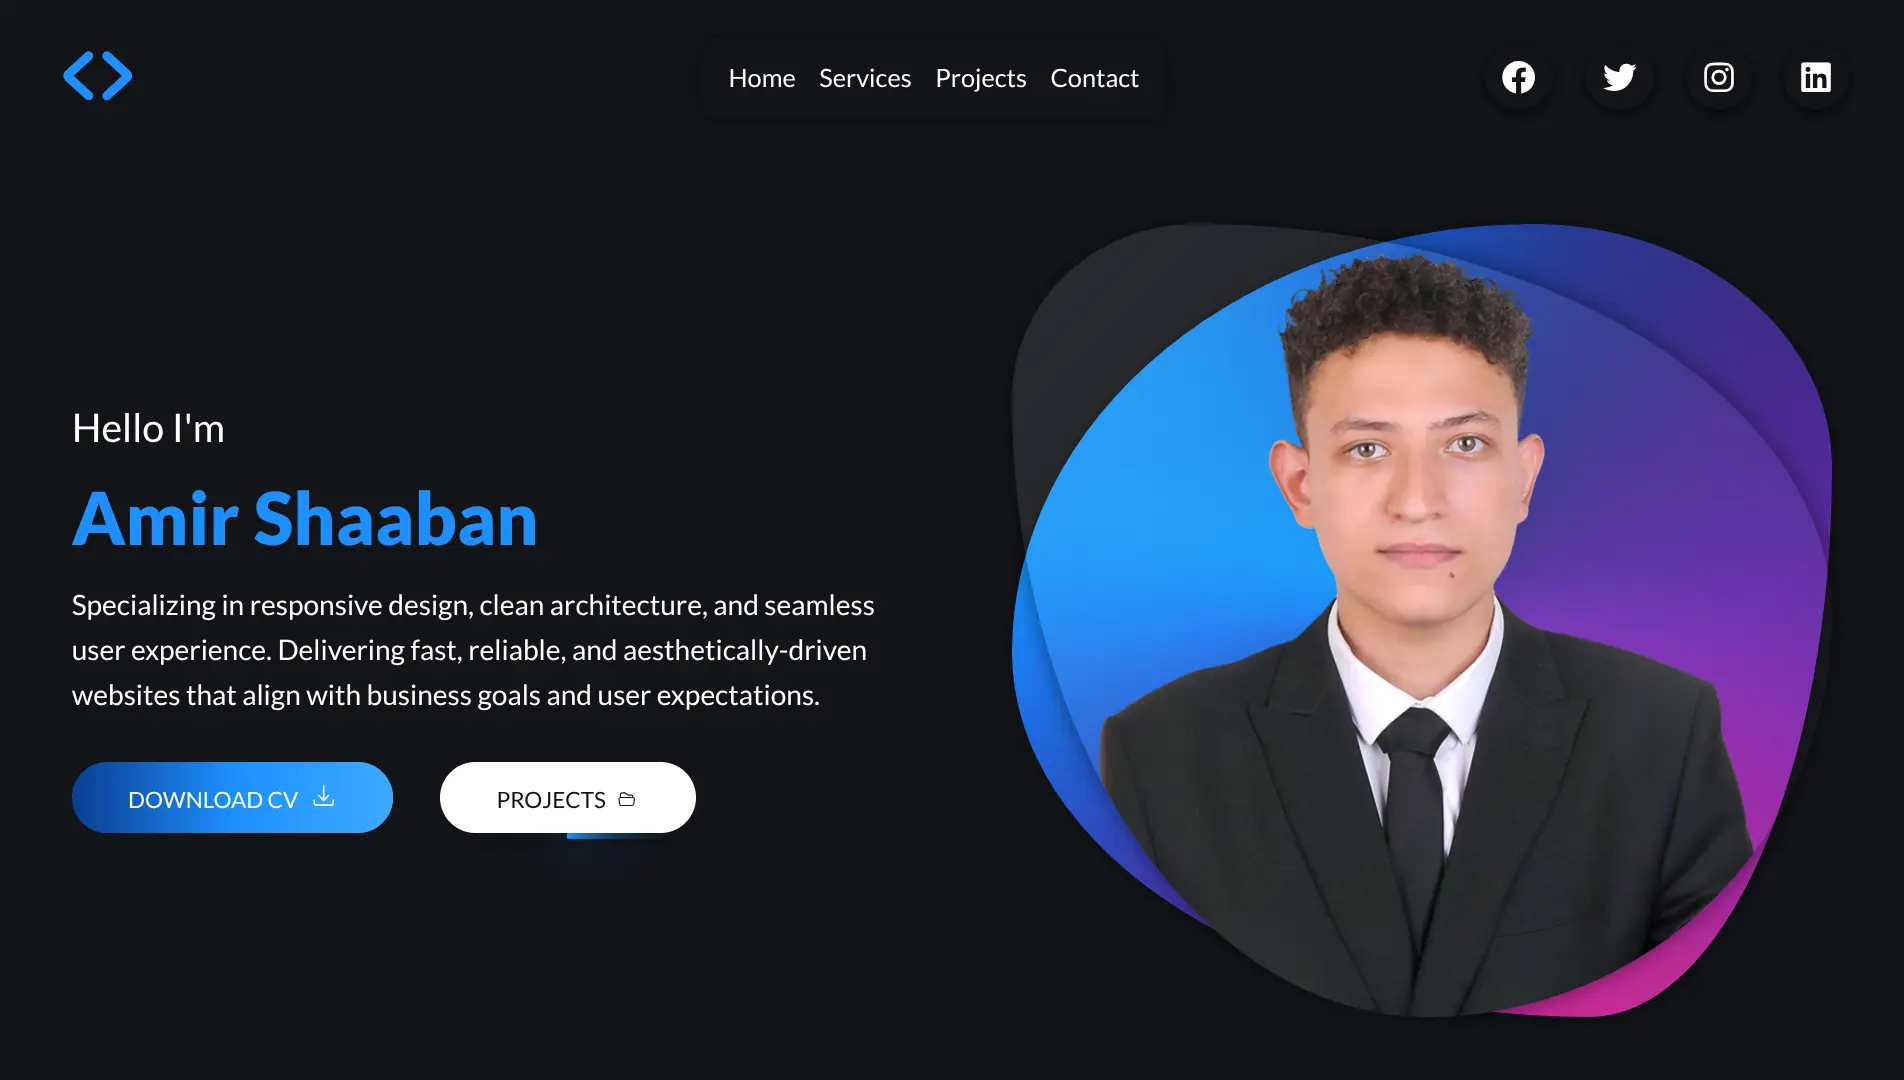 Home Services Projects Contact
Hello I'm
Amir Shaaban
Specializing in responsive design, clean architecture, and seamless
user experience. Delivering fast, reliable, and aesthetically-driven
websites that align with business goals and user expectations.
DOWNLOAD CV
PROJECTS